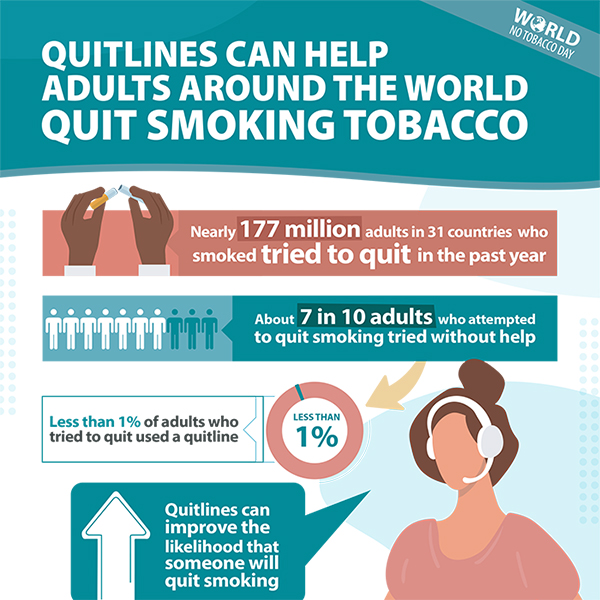 WORLD
NO TOBACCO DAY
QUITLINES CAN HELP
ADULTS AROUND THE WORLD
QUIT SMOKING TOBACCO
Nearly 177 million adults in 31 countries who
smoked tried to quit in the past year
About 7 in 10 adults who attempted
to quit smoking tried without help
Less than 1% of adults who
tried to quit used a quitline
LESS THAN
1%
Quitlines can
improve the
likelihood that
someone will
quit smoking